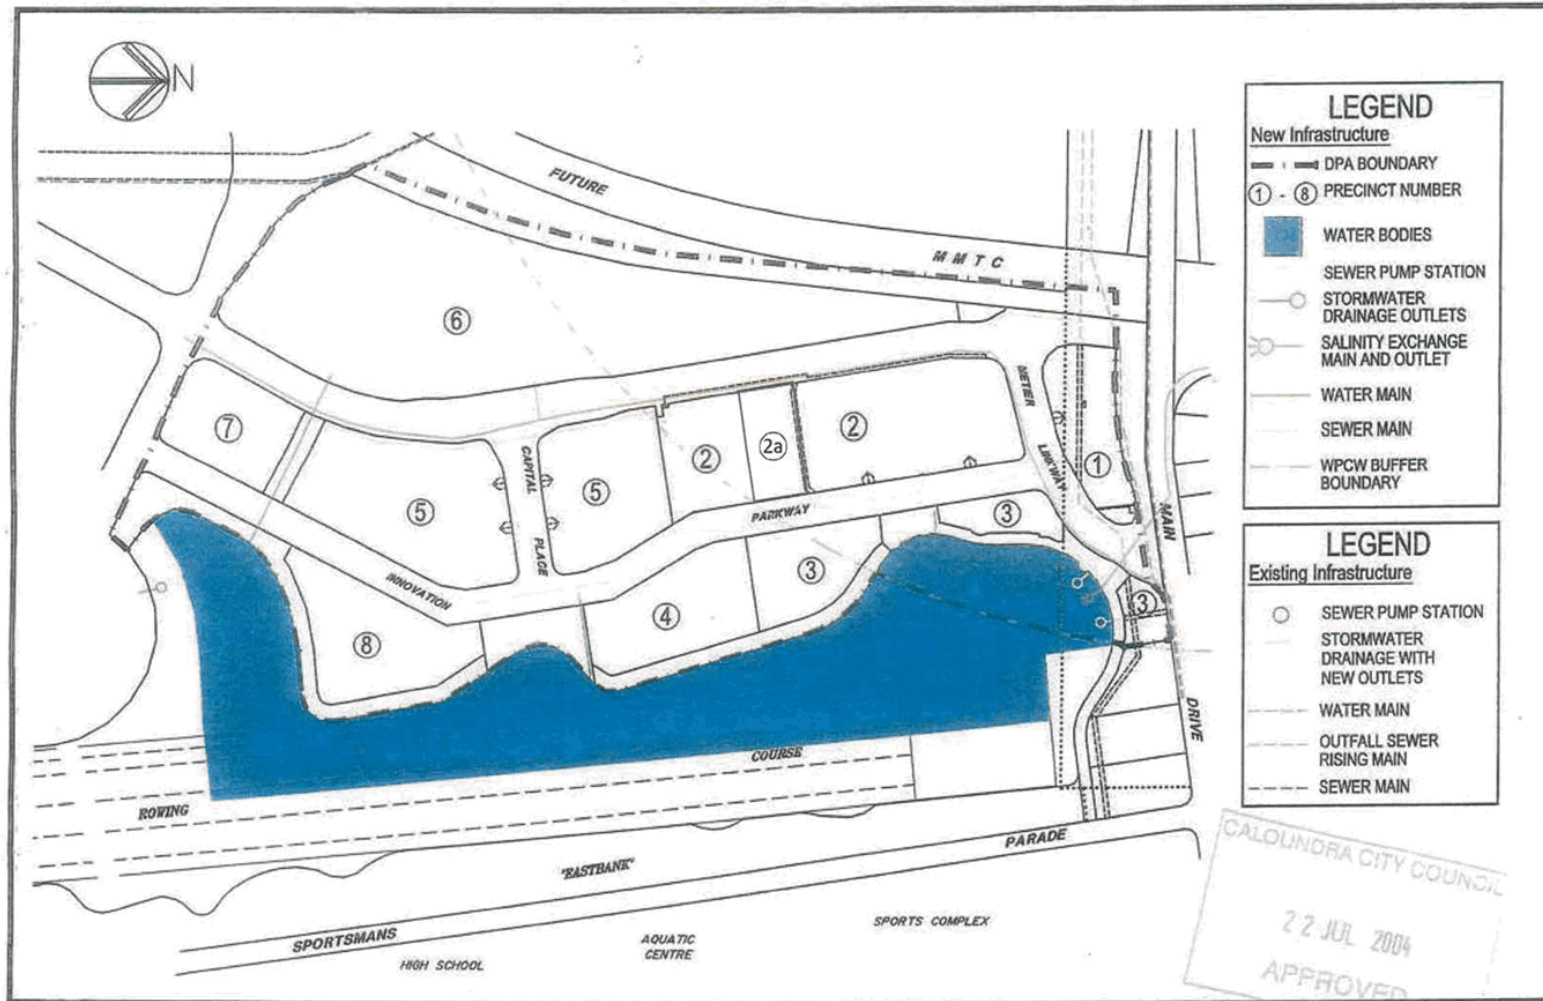 N
FUTURE
M M T C
6
7
5
CAPITAL
PLACE
5
2
2a
2
METIER
LINKWAY
1
MAIN
DRIVE
INNOVATION
PARKWAY
3
3
3
4
8
ROWING
COURSE
"EASTBANK"
SPORTSMANS
PARADE
HIGH SCHOOL
AQUATIC
CENTRE
SPORTS COMPLEX
LEGEND
New Infrastructure
DPA BOUNDARY
1 - 8 PRECINCT NUMBER
WATER BODIES
SEWER PUMP STATION
STORMWATER
DRAINAGE OUTLETS
SALINITY EXCHANGE
MAIN AND OUTLET
WATER MAIN
SEWER MAIN
WPCW BUFFER
BOUNDARY
LEGEND
Existing Infrastructure
SEWER PUMP STATION
STORMWATER
DRAINAGE WITH
NEW OUTLETS
WATER MAIN
OUTFALL SEWER
RISING MAIN
SEWER MAIN
CALOUNDRA CITY COUNCIL
22 JUL 2004
APPROVED